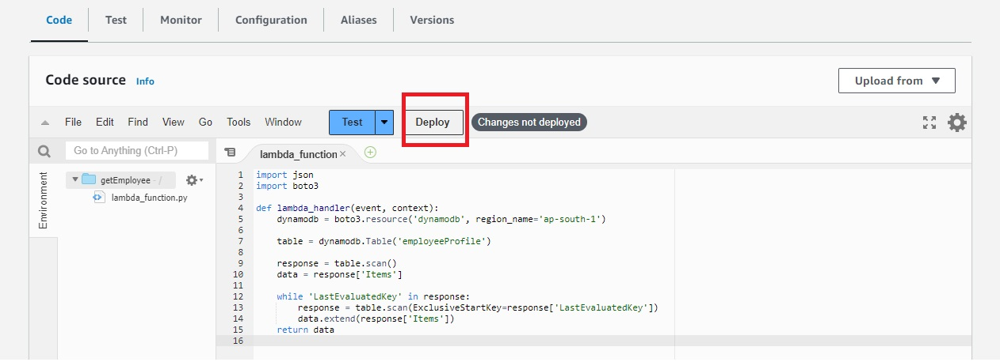 Code Test Monitor Configuration Aliases Versions
Code source Info
Upload from
File Edit Find View Go Tools Window Test Deploy Changes not deployed
Go to Anything (Ctrl-P)
lambda_function
Environment
getEmployee - /
lambda_function.py
1 import json
2 import boto3
3
4 def lambda_handler(event, context):
5 dynamodb = boto3.resource('dynamodb', region_name='ap-south-1')
6
7 table = dynamodb.Table('employeeProfile')
8
9 response = table.scan()
10 data = response['Items']
11
12 while 'LastEvaluatedKey' in response:
13 response = table.scan(ExclusiveStartKey=response['LastEvaluatedKey'])
14 data.extend(response['Items'])
15 return data
16